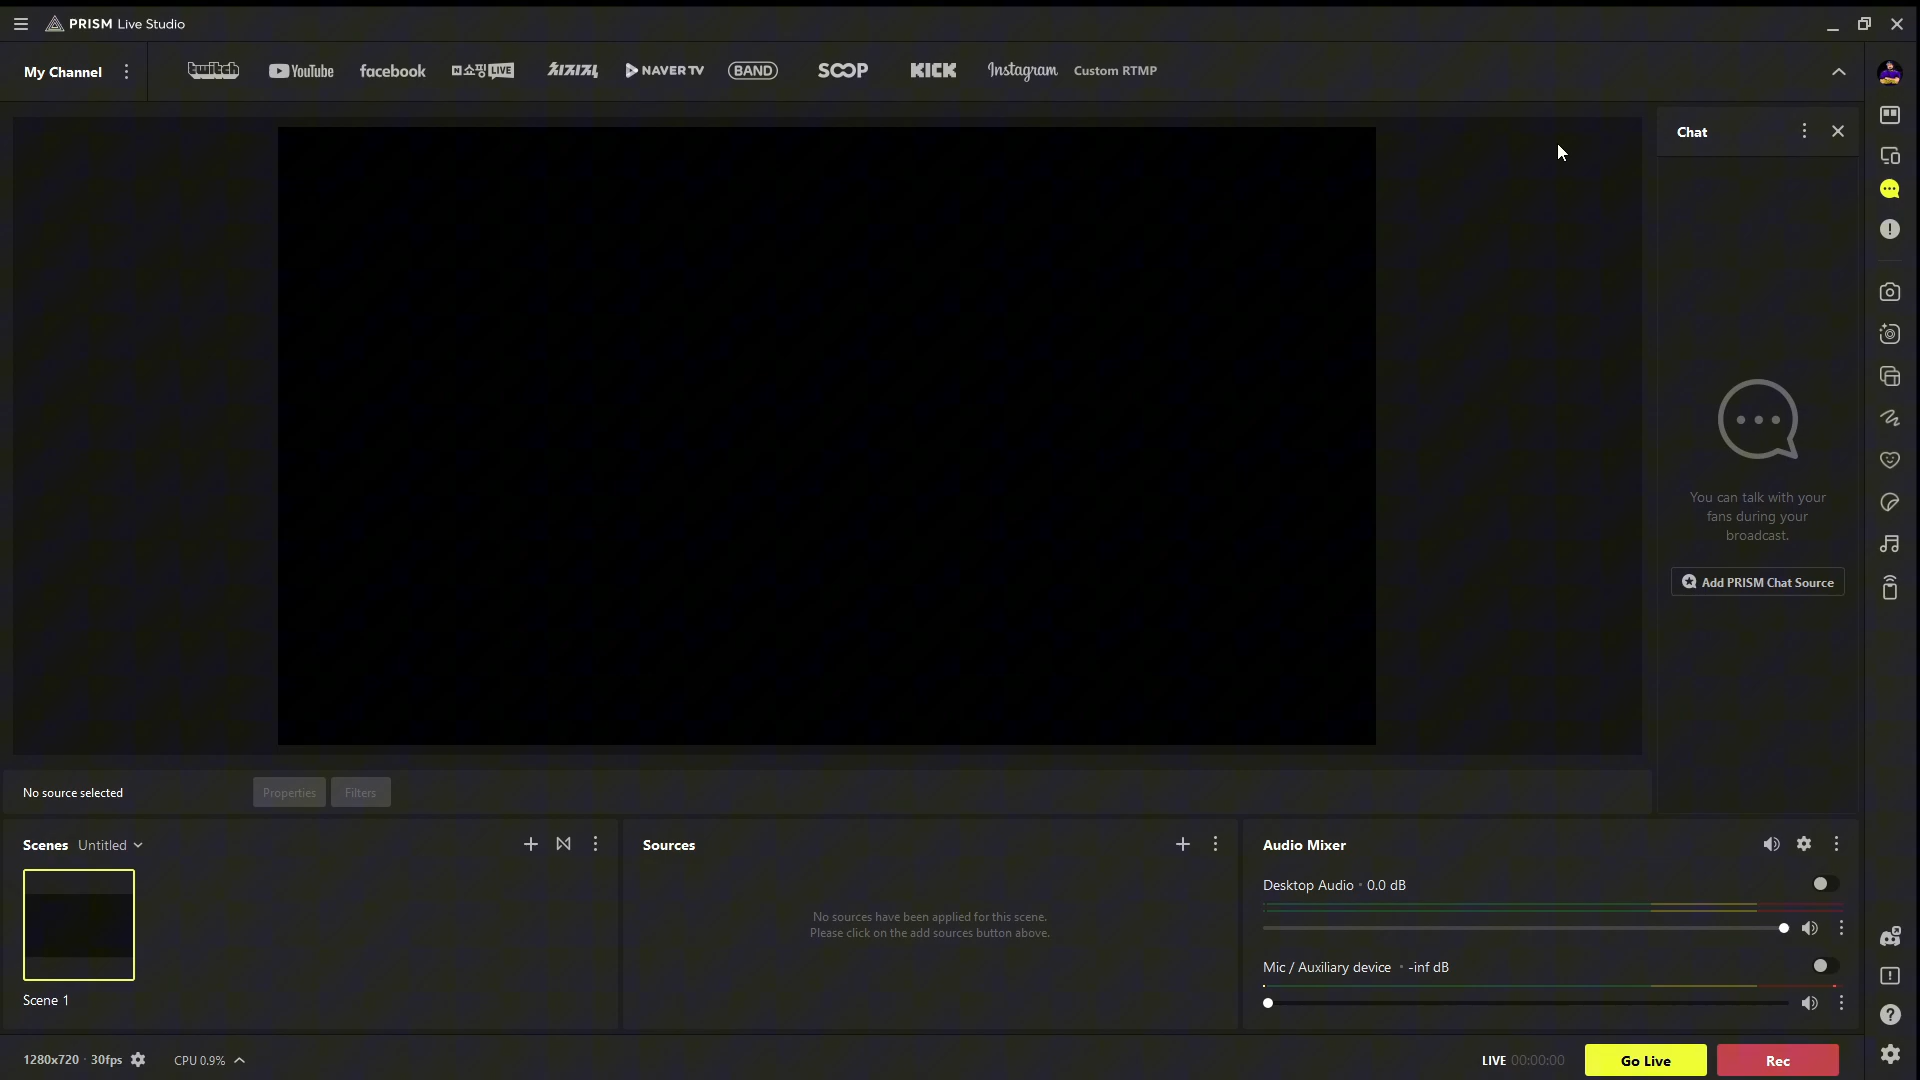 PRISM Live Studio
My Channel
twitch
YouTube
facebook
N쇼핑LIVE
치지직
NAVER TV
BAND
SOOP
KICK
Instagram
Custom RTMP
Chat
You can talk with your
fans during your
broadcast.
Add PRISM Chat Source
No source selected
Properties
Filters
Scenes Untitled
Scene 1
Sources
No sources have been applied for this scene.
Please click on the add sources button above.
Audio Mixer
Desktop Audio · 0.0 dB
Mic / Auxiliary device · -inf dB
1280x720 · 30fps
CPU 0.9%
LIVE 00:00:00
Go Live
Rec